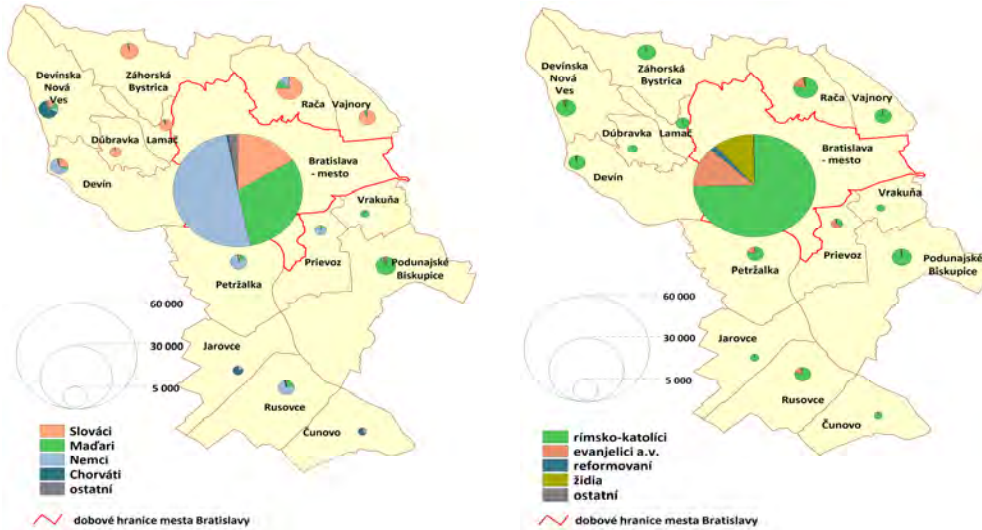 Devínska
Nová
Ves
Záhorská
Bystrica
Rača
Vajnory
Dúbravka
Lamač
Devín
Bratislava
- mesto
Vrakuňa
Prievoz
Podunajské
Biskupice
Petržalka
60 000
30 000
5 000
Jarovce
Rusovce
Čunovo
Slováci
Maďari
Nemci
Chorváti
ostatní
dobové hranice mesta Bratislavy
Devínska
Nová
Ves
Záhorská
Bystrica
Rača
Vajnory
Dúbravka
Lamač
Devín
Bratislava
- mesto
Vrakuňa
Prievoz
Podunajské
Biskupice
Petržalka
60 000
30 000
5 000
Jarovce
Rusovce
Čunovo
rímsko-katolíci
evanjelici a.v.
reformovaní
židia
ostatní
dobové hranice mesta Bratislavy